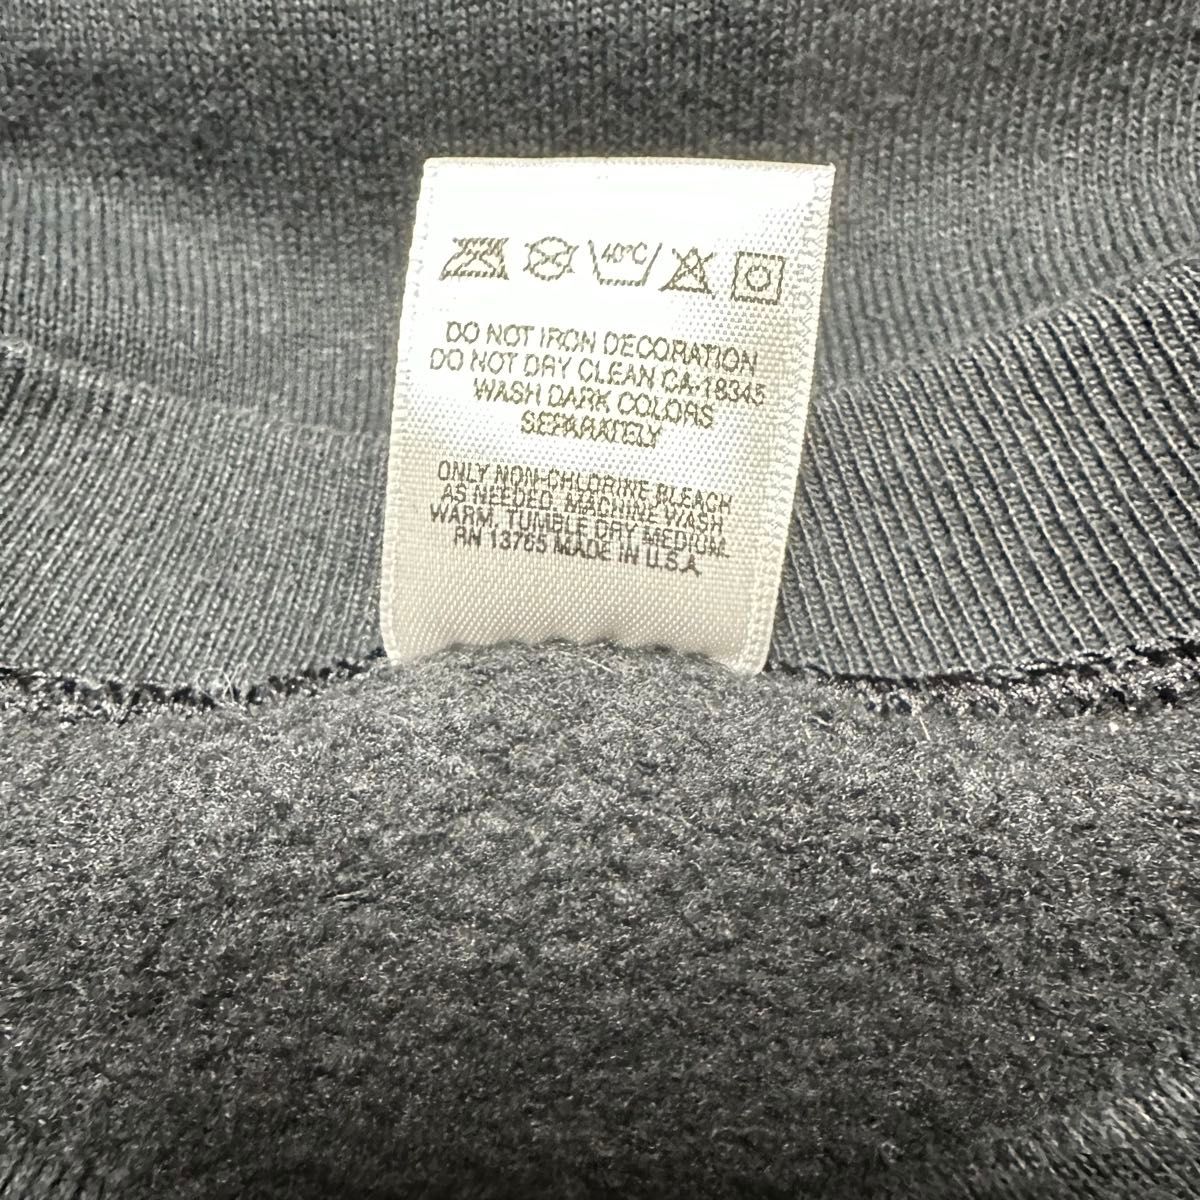 40°C
DO NOT IRON DECORATION
DO NOT DRY CLEAN CA-18345
WASH DARK COLORS
SEPARATELY
ONLY NON-CHLORINE BLEACH
AS NEEDED, MACHINE WASH
WARM, TUMBLE DRY MEDIUM.
RN 13765 MADE IN U.S.A.